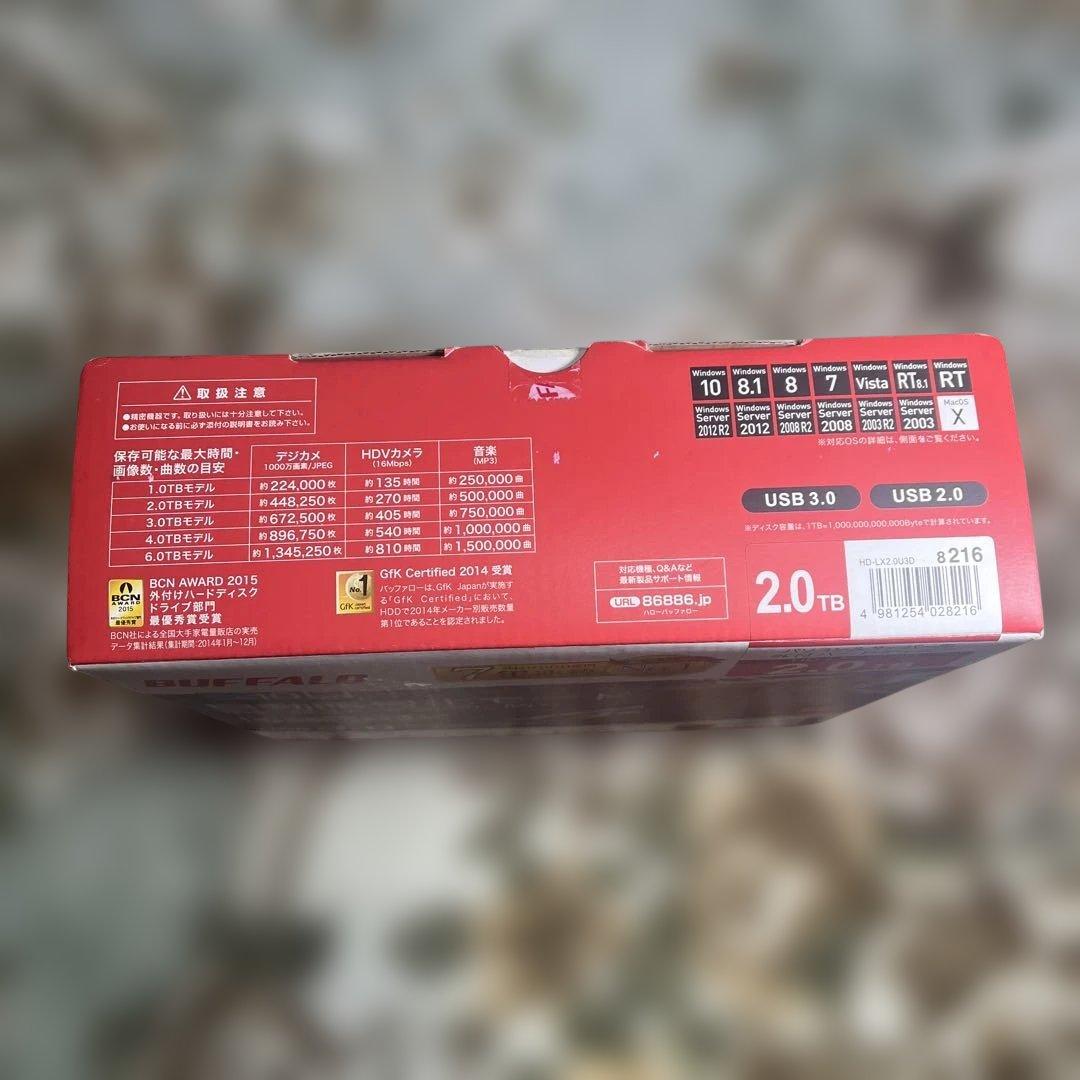 取扱注意
●精密機器です。取り扱いには十分注意して下さい。
●お使いになる前に必ず添付の説明書をお読み下さい。
保存可能な最大時間・
画像数・曲数の目安
デジカメ
1000万画素/JPEG
HDVカメラ
(16Mbps)
音楽
(MP3)
1.0TBモデル 約224,000枚 約135時間 約250,000曲
2.0TBモデル 約448,250枚 約270時間 約500,000曲
3.0TBモデル 約672,500枚 約405時間 約750,000曲
4.0TBモデル 約896,750枚 約540時間 約1,000,000曲
6.0TBモデル 約1,345,250枚 約810時間 約1,500,000曲
BCN
AWARD
2015
最優秀賞
BCN AWARD 2015
外付けハードディスク
ドライブ部門
最優秀賞受賞
BCN社による全国大手家電量販店の実売
データ集計結果(集計期間:2014年1月～12月)
No.1
GfK Japan certified
GfK Certified 2014 受賞
バッファローは、GfK Japanが実施す
る「GfK Certified」において、
HDDで2014年メーカー別販売数量
第1位であることを認定されました。
対応機種、Q&Aなど
最新製品サポート情報
URL 86886.jp
ハローバッファロー
Windows 10
Windows 8.1
Windows 8
Windows 7
Windows Vista
Windows RT8.1
Windows RT
Windows Server 2012 R2
Windows Server 2012
Windows Server 2008 R2
Windows Server 2008
Windows Server 2003 R2
Windows Server 2003
MacOS X
※対応OSの詳細は、側面をご覧ください。
USB 3.0
USB 2.0
※ディスク容量は、1TB=1,000,000,000,000Byteで計算されています。
2.0TB
HD-LX2.0U3D 8216
4 981254 028216
BUFFALO